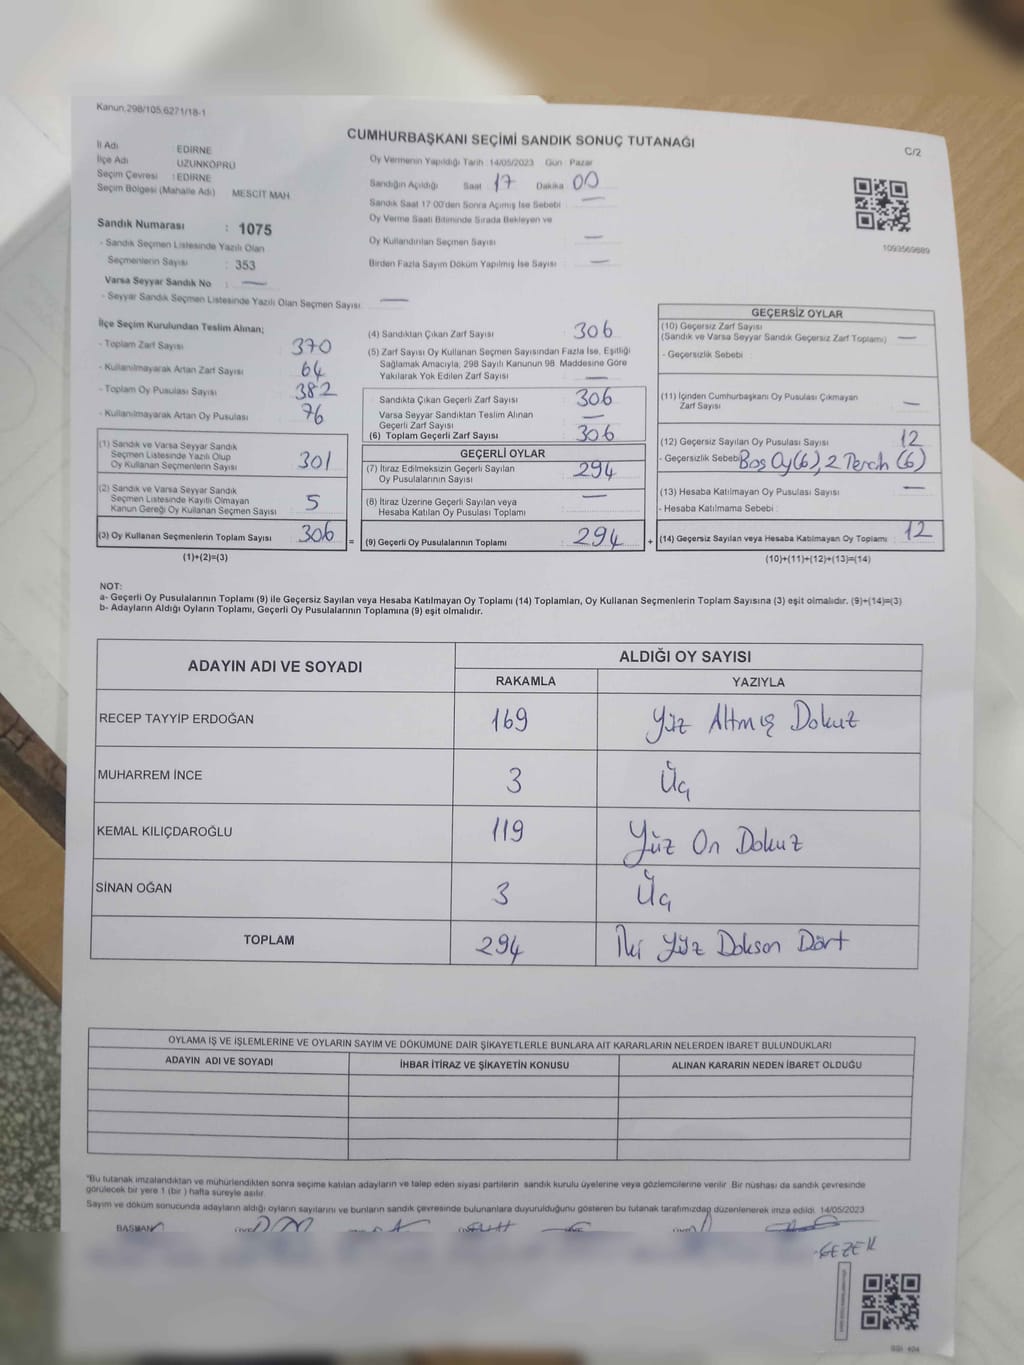 Kanun.298/105.6271/18-1
CUMHURBAŞKANI SEÇİMİ SANDIK SONUÇ TUTANAĞI
C/2
İl Adı : EDİRNE
İlçe Adı UZUNKÖPRÜ
Seçim Çevresi : EDİRNE
Seçim Bölgesi (Mahalle Adı) MESCİT MAH
Sandık Numarası : 1075
- Sandık Seçmen Listesinde Yazılı Olan
Seçmenlerin Sayısı : 353
Varsa Seyyar Sandık No : —
- Seyyar Sandık Seçmen Listesinde Yazılı Olan Seçmen Sayısı : —
Oy Vermenin Yapıldığı Tarih : 14/05/2023 Gün : Pazar
Sandığın Açıldığı Saat 17 Dakika 00
Sandık Saat 17:00'den Sonra Açılmış İse Sebebi : —
Oy Verme Saati Bitiminde Sırada Bekleyen ve
Oy Kullandırılan Seçmen Sayısı : —
Birden Fazla Sayım Döküm Yapılmış İse Sayısı : —
1093569889
İlçe Seçim Kurulundan Teslim Alınan;
- Toplam Zarf Sayısı 370
- Kullanılmayarak Artan Zarf Sayısı 64
- Toplam Oy Pusulası Sayısı 382
- Kullanılmayarak Artan Oy Pusulası 76
(1) Sandık ve Varsa Seyyar Sandık
Seçmen Listesinde Yazılı Olup
Oy Kullanan Seçmenlerin Sayısı 301
(2) Sandık ve Varsa Seyyar Sandık
Seçmen Listesinde Kayıtlı Olmayan
Kanun Gereği Oy Kullanan Seçmen Sayısı 5
(3) Oy Kullanan Seçmenlerin Toplam Sayısı 306 =
(1)+(2)=(3)
(4) Sandıktan Çıkan Zarf Sayısı : 306
(5) Zarf Sayısı Oy Kullanan Seçmen Sayısından Fazla İse, Eşitliği
Sağlamak Amacıyla, 298 Sayılı Kanunun 98. Maddesine Göre
Yakılarak Yok Edilen Zarf Sayısı : —
Sandıkta Çıkan Geçerli Zarf Sayısı : 306
Varsa Seyyar Sandıktan Teslim Alınan
Geçerli Zarf Sayısı : —
(6) Toplam Geçerli Zarf Sayısı : 306
GEÇERLİ OYLAR
(7) İtiraz Edilmeksizin Geçerli Sayılan
Oy Pusulalarının Sayısı : 294
(8) İtiraz Üzerine Geçerli Sayılan veya
Hesaba Katılan Oy Pusulası Toplamı : —
(9) Geçerli Oy Pusulalarının Toplamı : 294 +
GEÇERSİZ OYLAR
(10) Geçersiz Zarf Sayısı
(Sandık ve Varsa Seyyar Sandık Geçersiz Zarf Toplamı) : —
- Geçersizlik Sebebi :
(11) İçinden Cumhurbaşkanı Oy Pusulası Çıkmayan
Zarf Sayısı : —
(12) Geçersiz Sayılan Oy Pusulası Sayısı : 12
- Geçersizlik Sebebi Boş Oy(6), 2 Tercih (6)
(13) Hesaba Katılmayan Oy Pusulası Sayısı : —
- Hesaba Katılmama Sebebi :
(14) Geçersiz Sayılan veya Hesaba Katılmayan Oy Toplamı : 12
(10)+(11)+(12)+(13)=(14)
NOT:
a- Geçerli Oy Pusulalarının Toplamı (9) ile Geçersiz Sayılan veya Hesaba Katılmayan Oy Toplamı (14) Toplamları, Oy Kullanan Seçmenlerin Toplam Sayısına (3) eşit olmalıdır. (9)+(14)=(3)
b- Adayların Aldığı Oyların Toplamı, Geçerli Oy Pusulalarının Toplamına (9) eşit olmalıdır.
ADAYIN ADI VE SOYADI
ALDIĞI OY SAYISI
RAKAMLA YAZIYLA
RECEP TAYYİP ERDOĞAN 169 Yüz Altmış Dokuz
MUHARREM İNCE 3 Üç
KEMAL KILIÇDAROĞLU 119 Yüz On Dokuz
SİNAN OĞAN 3 Üç
TOPLAM 294 İki Yüz Doksan Dört
OYLAMA İŞ VE İŞLEMLERİNE VE OYLARIN SAYIM VE DÖKÜMÜNE DAİR ŞİKAYETLERLE BUNLARA AİT KARARLARIN NELERDEN İBARET BULUNDUKLARI
ADAYIN ADI VE SOYADI İHBAR İTİRAZ VE ŞİKAYETİN KONUSU ALINAN KARARIN NEDEN İBARET OLDUĞU
"Bu tutanak imzalandıktan ve mühürlendikten sonra seçime katılan adayların ve talep eden siyasi partilerin sandık kurulu üyelerine veya gözlemcilerine verilir. Bir nüshası da sandık çevresinde
görülecek bir yere 1 (bir) hafta süreyle asılır.
Sayım ve döküm sonucunda adayların aldığı oyların sayılarını ve bunların sandık çevresinde bulunanlara duyurulduğunu gösteren bu tutanak tarafımızdan düzenlenerek imza edildi. 14/05/2023
BAŞKAN